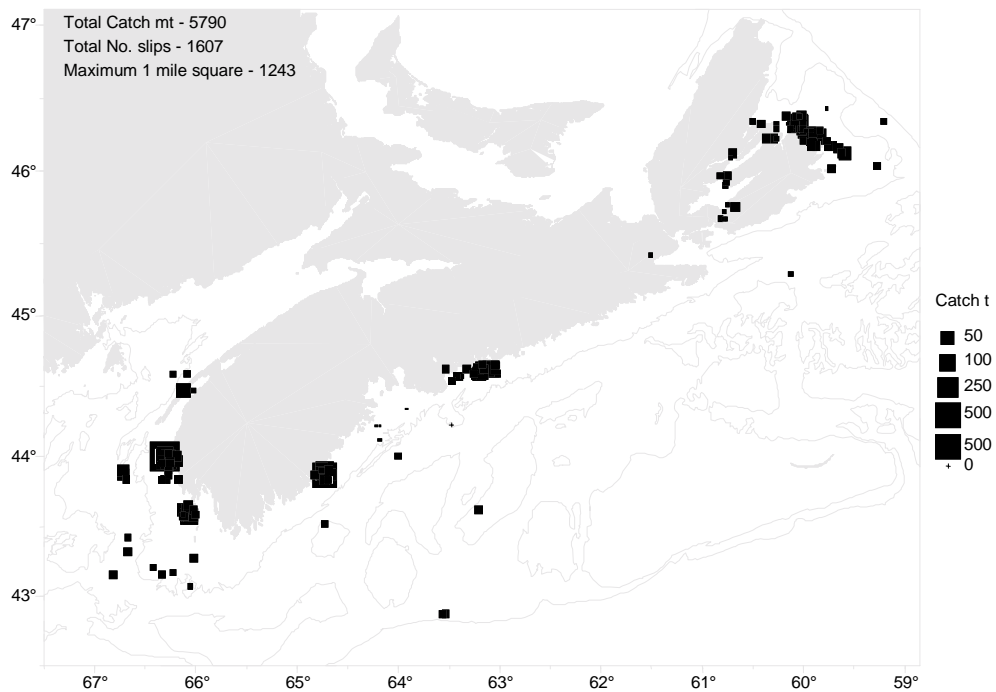 Total Catch mt - 5790
Total No. slips - 1607
Maximum 1 mile square - 1243
47°
46°
45°
44°
43°
67° 66° 65° 64° 63° 62° 61° 60° 59°
Catch t
50
100
250
500
500
0